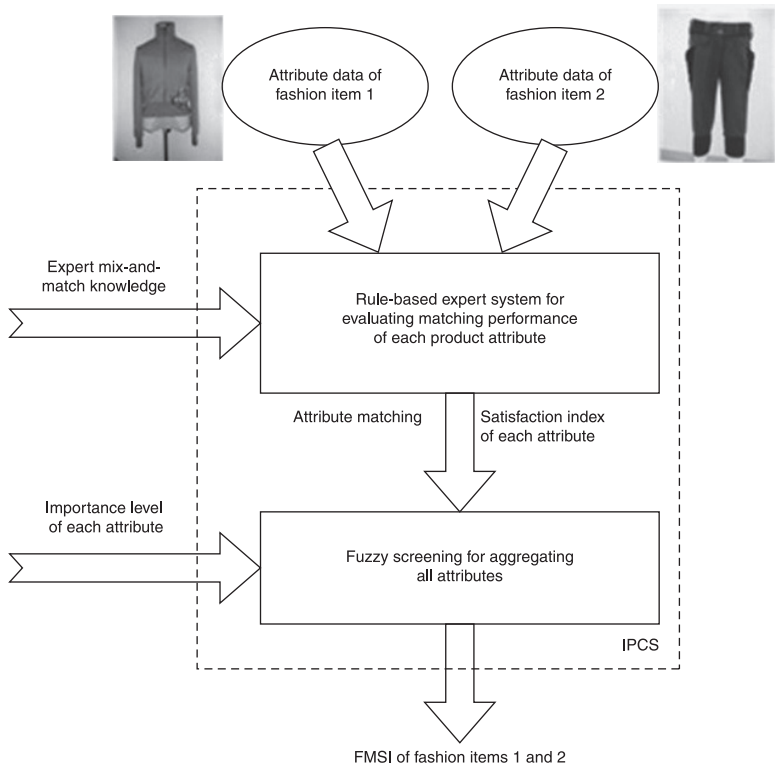 Attribute data of
fashion item 1
Attribute data of
fashion item 2
Expert mix-and-
match knowledge
Rule-based expert system for
evaluating matching performance
of each product attribute
Attribute matching
Satisfaction index
of each attribute
Importance level
of each attribute
Fuzzy screening for aggregating
all attributes
IPCS
FMSI of fashion items 1 and 2